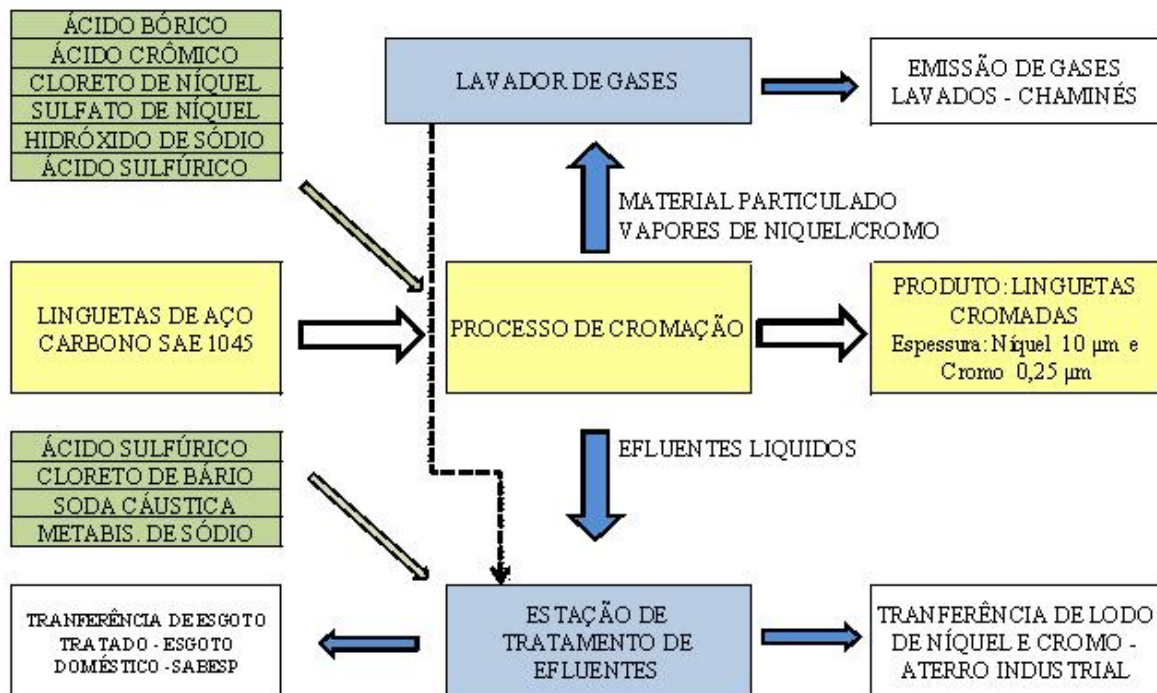 ÁCIDO BÓRICO
ÁCIDO CRÔMICO
CLORETO DE NÍQUEL
SULFATO DE NÍQUEL
HIDRÓXIDO DE SÓDIO
ÁCIDO SULFÚRICO
LAVADOR DE GASES
EMISSÃO DE GASES
LAVADOS - CHAMINÉS
MATERIAL PARTICULADO
VAPORES DE NIQUEL/CROMO
LINGUETAS DE AÇO
CARBONO SAE 1045
PROCESSO DE CROMAÇÃO
PRODUTO: LINGUETAS
CROMADAS
Espessura: Níquel 10 µm e
Cromo 0,25 µm
EFLUENTES LIQUIDOS
ÁCIDO SULFÚRICO
CLORETO DE BÁRIO
SODA CÁUSTICA
METABIS. DE SÓDIO
TRANFERÊNCIA DE ESGOTO
TRATADO - ESGOTO
DOMÉSTICO -SABESP
ESTAÇÃO DE
TRATAMENTO DE
EFLUENTES
TRANFERÊNCIA DE LODO
DE NÍQUEL E CROMO -
ATERRO INDUSTRIAL